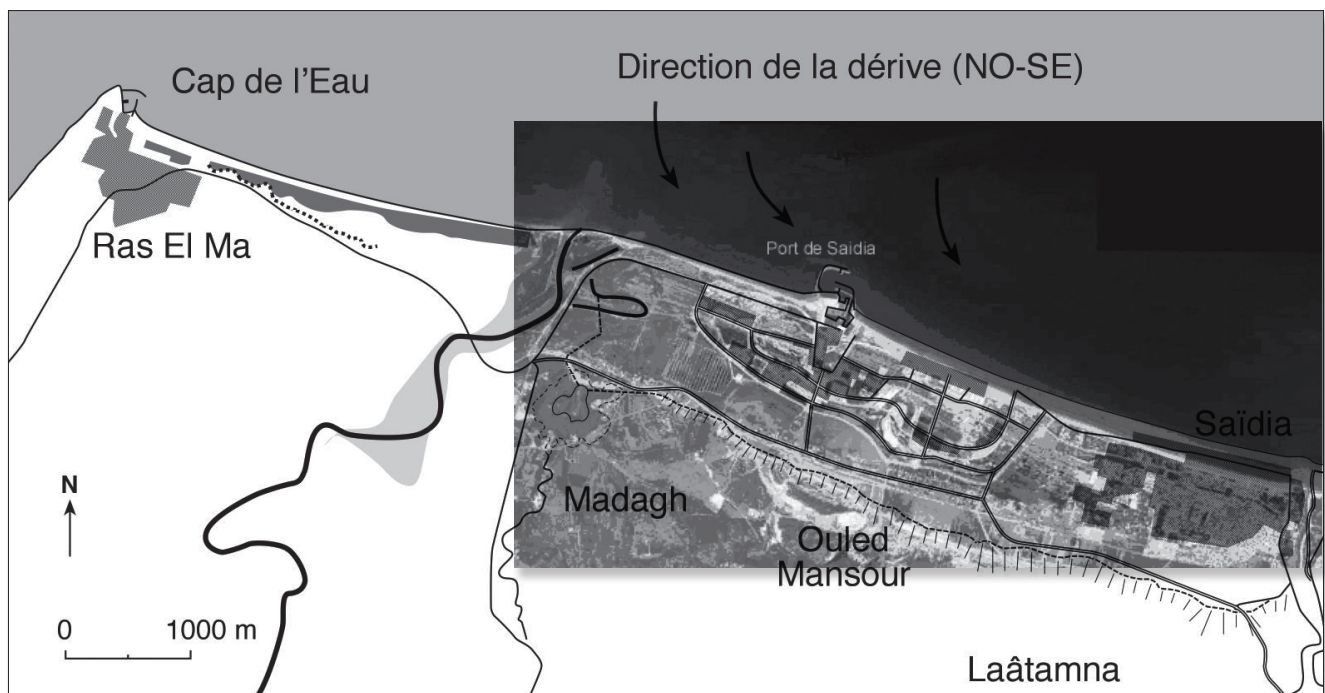 Cap de l'Eau
Direction de la dérive (NO-SE)
Ras El Ma
Port de Saidia
Saïdia
N
Madagh
Ouled
Mansour
0 1000 m
Laâtamna